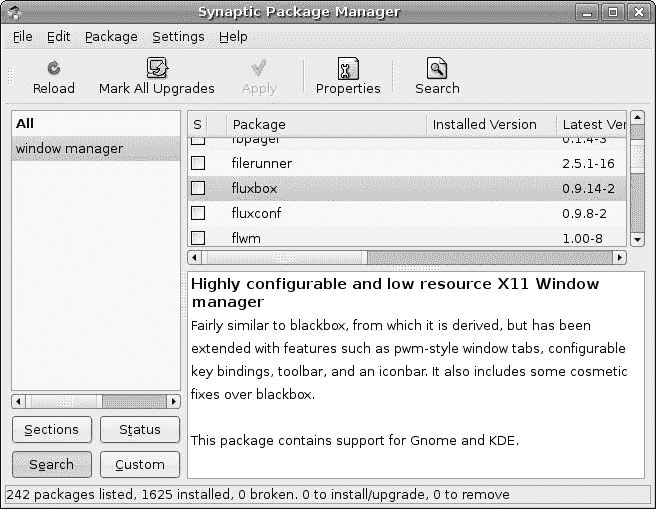 Synaptic Package Manager
File Edit Package Settings Help
Reload Mark All Upgrades Apply Properties Search
All
window manager
S Package Installed Version Latest Ver
fbpager 0.1.4-3
filerunner 2.5.1-16
fluxbox 0.9.14-2
fluxconf 0.9.8-2
flwm 1.00-8
Highly configurable and low resource X11 Window
manager
Fairly similar to blackbox, from which it is derived, but has been
extended with features such as pwm-style window tabs, configurable
key bindings, toolbar, and an iconbar. It also includes some cosmetic
fixes over blackbox.
This package contains support for Gnome and KDE.
Sections Status
Search Custom
242 packages listed, 1625 installed, 0 broken. 0 to install/upgrade, 0 to remove